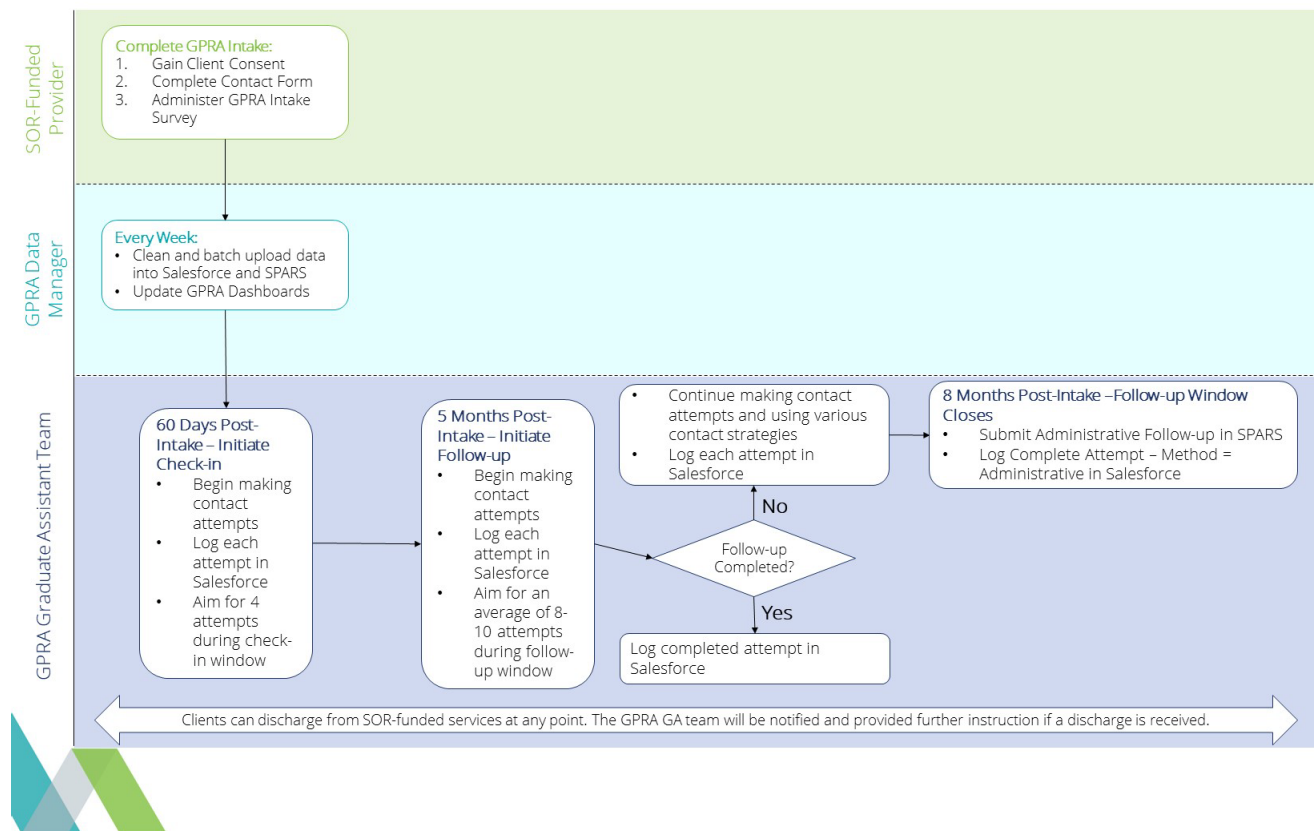 SOR-Funded
Provider
Complete GPRA Intake:
1. Gain Client Consent
2. Complete Contact Form
3. Administer GPRA Intake
Survey
GPRA Data
Manager
Every Week:
• Clean and batch upload data
into Salesforce and SPARS
• Update GPRA Dashboards
GPRA Graduate Assistant Team
60 Days Post-
Intake – Initiate
Check-in
• Begin making
contact
attempts
• Log each
attempt in
Salesforce
• Aim for 4
attempts
during check-
in window
5 Months Post-
Intake – Initiate
Follow-up
• Begin making
contact
attempts
• Log each
attempt in
Salesforce
• Aim for an
average of 8-
10 attempts
during follow-
up window
Follow-up
Completed?
No
• Continue making contact
attempts and using various
contact strategies
• Log each attempt in
Salesforce
8 Months Post-Intake –Follow-up Window
Closes
• Submit Administrative Follow-up in SPARS
• Log Complete Attempt – Method =
Administrative in Salesforce
Yes
Log completed attempt in
Salesforce
Clients can discharge from SOR-funded services at any point. The GPRA GA team will be notified and provided further instruction if a discharge is received.